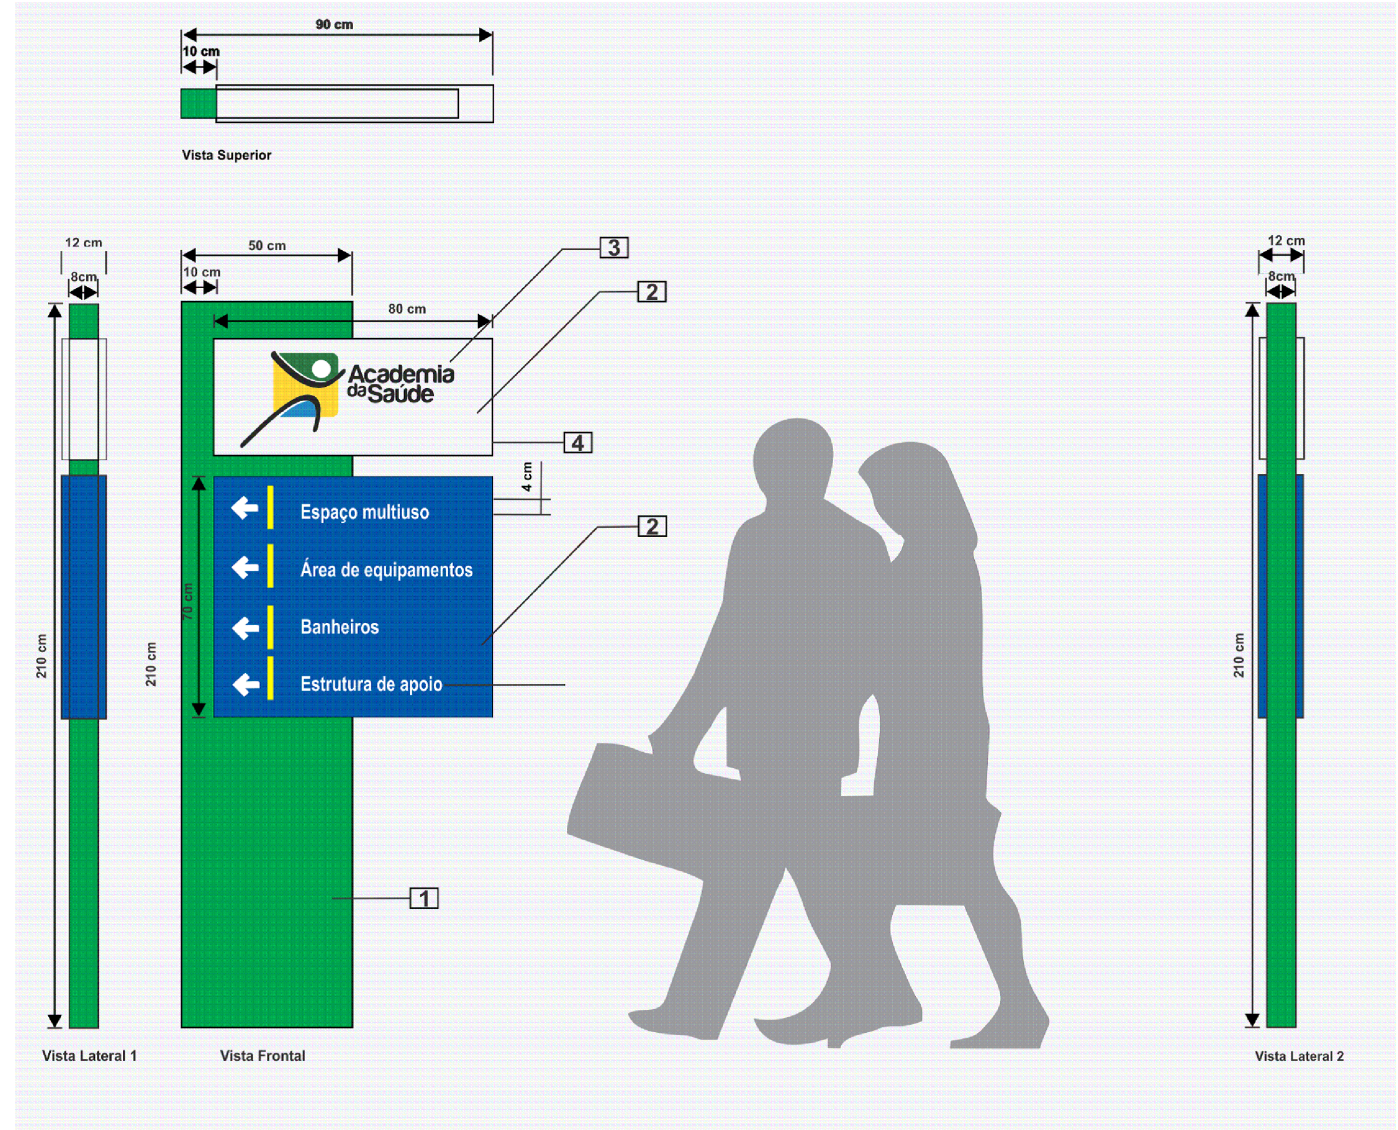 90 cm
10 cm
Vista Superior
12 cm
8cm
50 cm
10 cm
80 cm
3
2
12 cm
8cm
Academia
da Saúde
4
4 cm
Espaço multiuso
2
Área de equipamentos
70 cm
Banheiros
210 cm
210 cm
210 cm
Estrutura de apoio
1
Vista Lateral 1
Vista Frontal
Vista Lateral 2